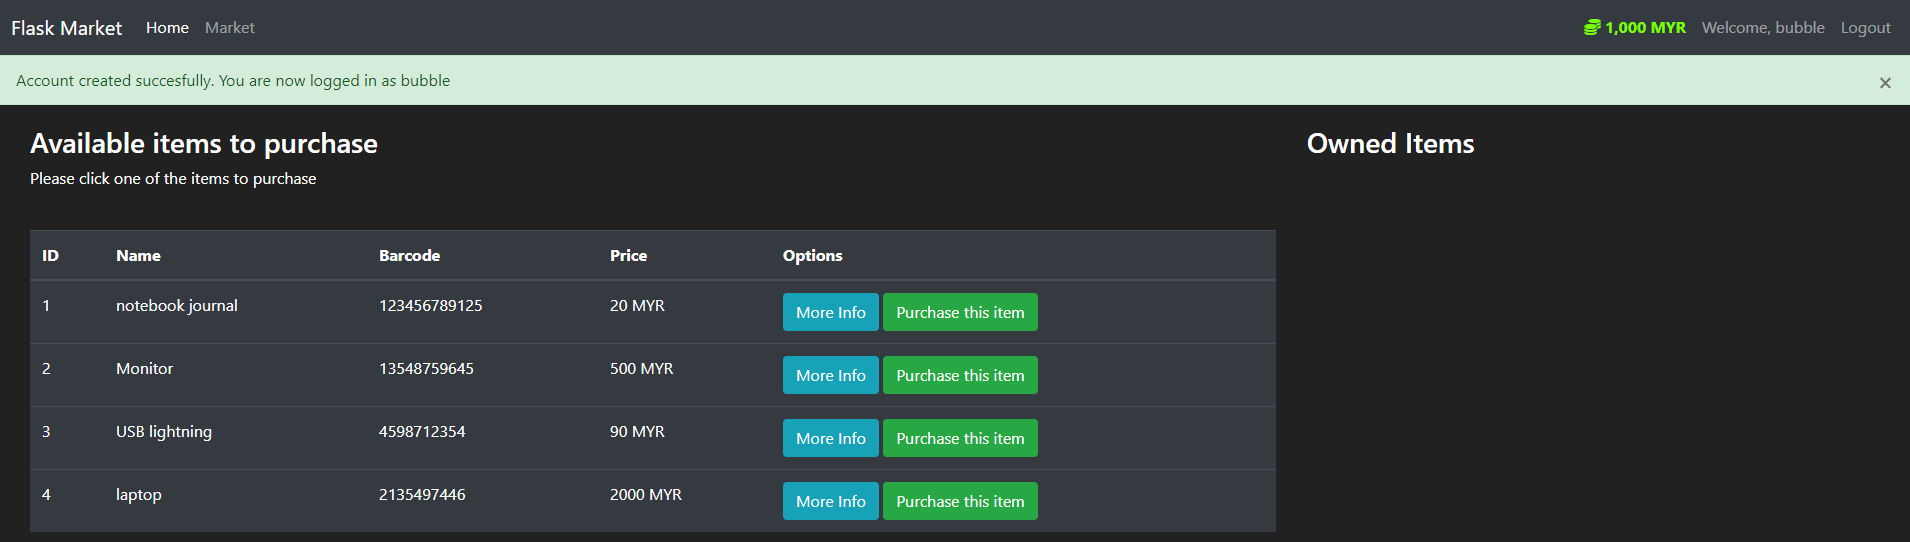 Flask Market Home Market 1,000 MYR Welcome, bubble Logout
Account created succesfully. You are now logged in as bubble ×
Available items to purchase
Please click one of the items to purchase
ID Name Barcode Price Options
1 notebook journal 123456789125 20 MYR More Info Purchase this item
2 Monitor 13548759645 500 MYR More Info Purchase this item
3 USB lightning 4598712354 90 MYR More Info Purchase this item
4 laptop 2135497446 2000 MYR More Info Purchase this item
Owned Items